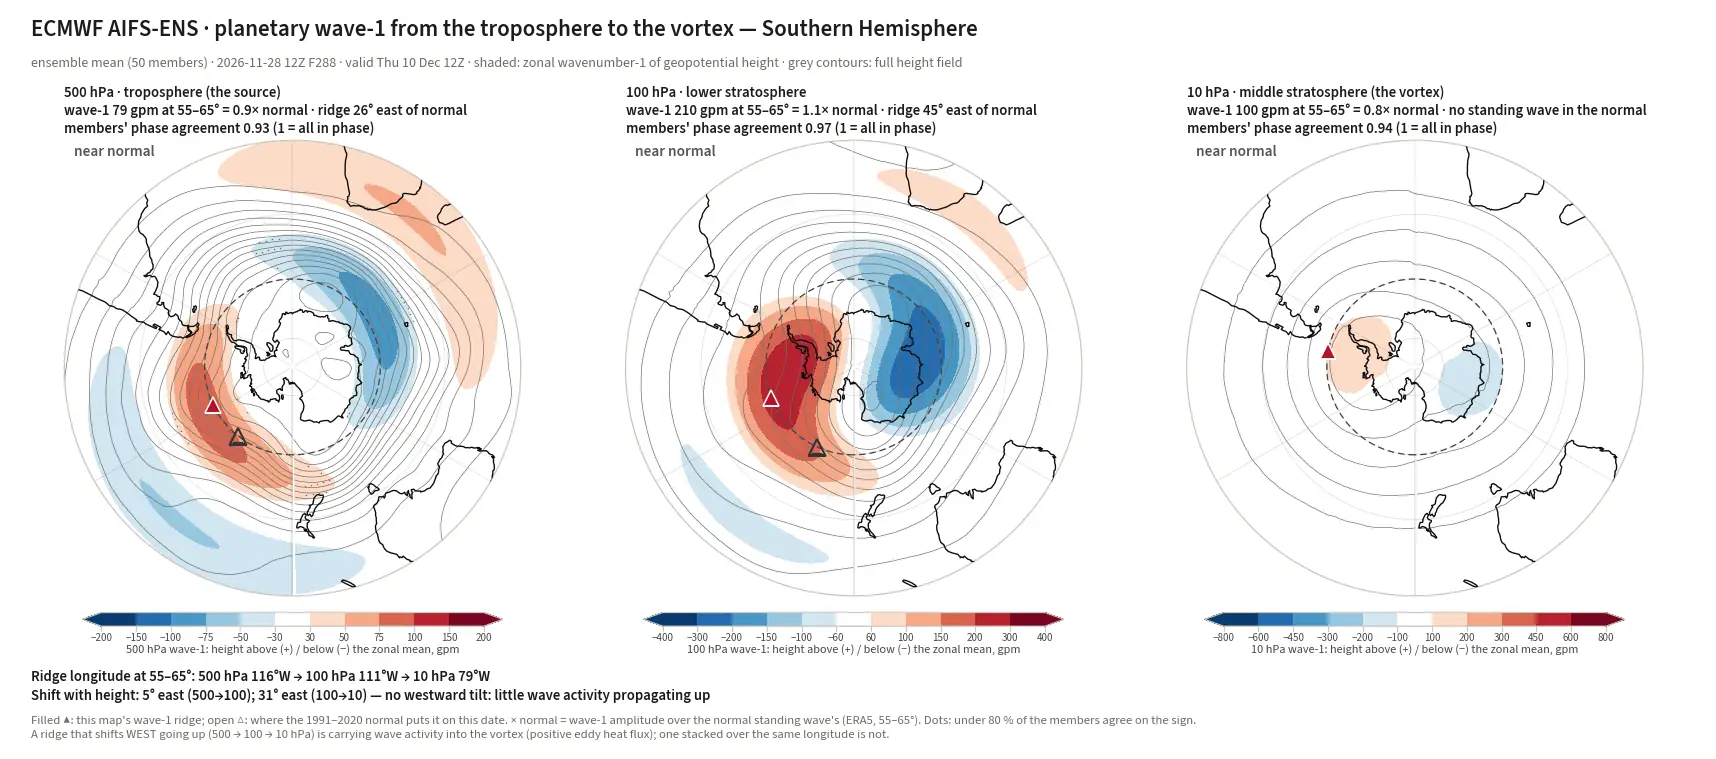 ECMWF AIFS-ENS · planetary wave-1 from the troposphere to the vortex — Southern Hemisphere
ensemble mean (50 members) · 2026-11-28 12Z F288 · valid Thu 10 Dec 12Z · shaded: zonal wavenumber-1 of geopotential height · grey contours: full height field
500 hPa · troposphere (the source)
wave-1 79 gpm at 55–65° = 0.9× normal · ridge 26° east of normal
members' phase agreement 0.93 (1 = all in phase)
near normal
100 hPa · lower stratosphere
wave-1 210 gpm at 55–65° = 1.1× normal · ridge 45° east of normal
members' phase agreement 0.97 (1 = all in phase)
near normal
10 hPa · middle stratosphere (the vortex)
wave-1 100 gpm at 55–65° = 0.8× normal · no standing wave in the normal
members' phase agreement 0.94 (1 = all in phase)
near normal
−200 −150 −100 −75 −50 −30 30 50 75 100 150 200
500 hPa wave-1: height above (+) / below (−) the zonal mean, gpm
−400 −300 −200 −150 −100 −60 60 100 150 200 300 400
100 hPa wave-1: height above (+) / below (−) the zonal mean, gpm
−800 −600 −450 −300 −200 −100 100 200 300 450 600 800
10 hPa wave-1: height above (+) / below (−) the zonal mean, gpm
Ridge longitude at 55–65°: 500 hPa 116°W → 100 hPa 111°W → 10 hPa 79°W
Shift with height: 5° east (500→100); 31° east (100→10) — no westward tilt: little wave activity propagating up
Filled ▲: this map's wave-1 ridge; open △: where the 1991–2020 normal puts it on this date. × normal = wave-1 amplitude over the normal standing wave's (ERA5, 55–65°). Dots: under 80 % of the members agree on the sign.
A ridge that shifts WEST going up (500 → 100 → 10 hPa) is carrying wave activity into the vortex (positive eddy heat flux); one stacked over the same longitude is not.